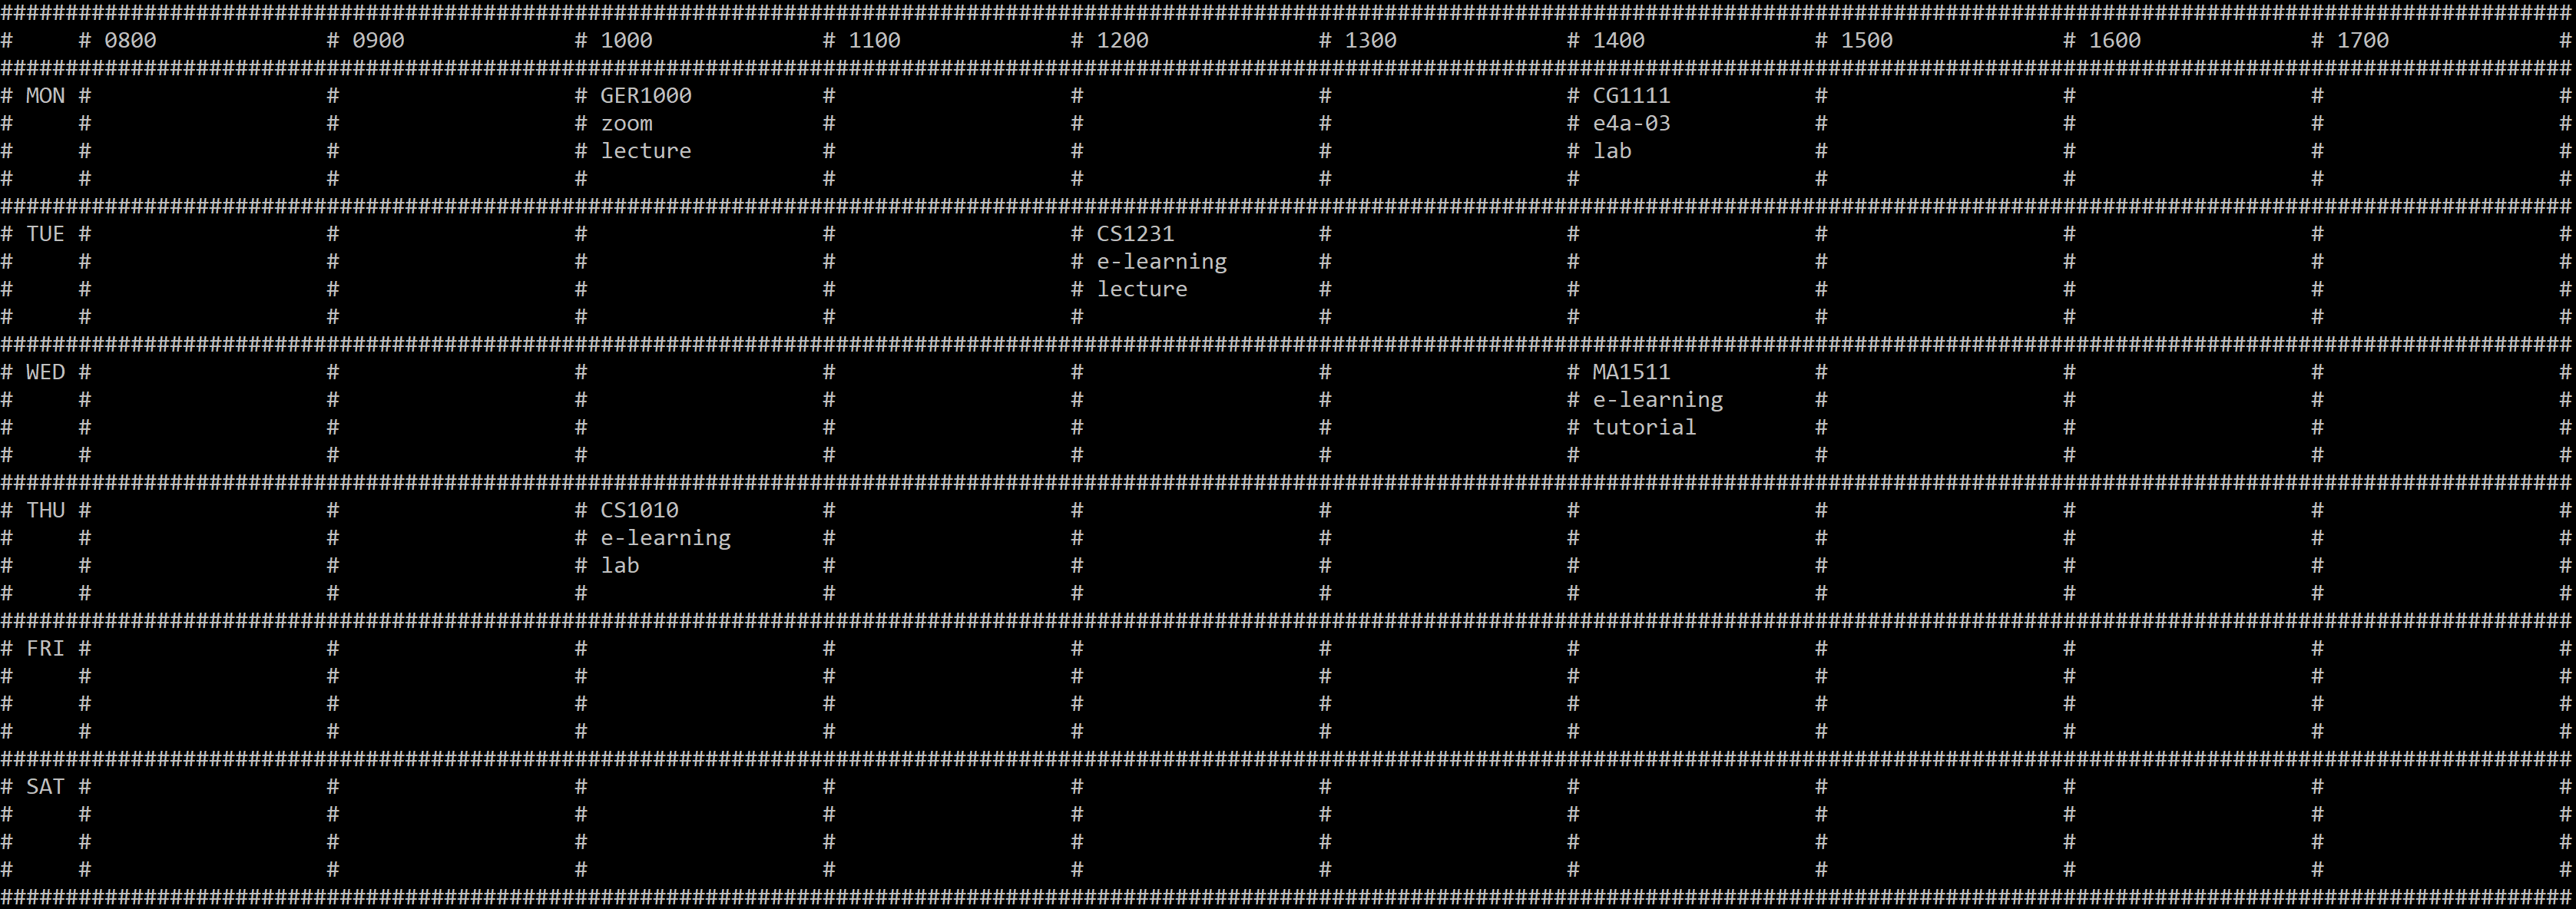 0800 0900 1000 1100 1200 1300 1400 1500 1600 1700
MON GER1000 CG1111
zoom e4a-03
lecture lab
TUE CS1231
e-learning
lecture
WED MA1511
e-learning
tutorial
THU CS1010
e-learning
lab
FRI
SAT